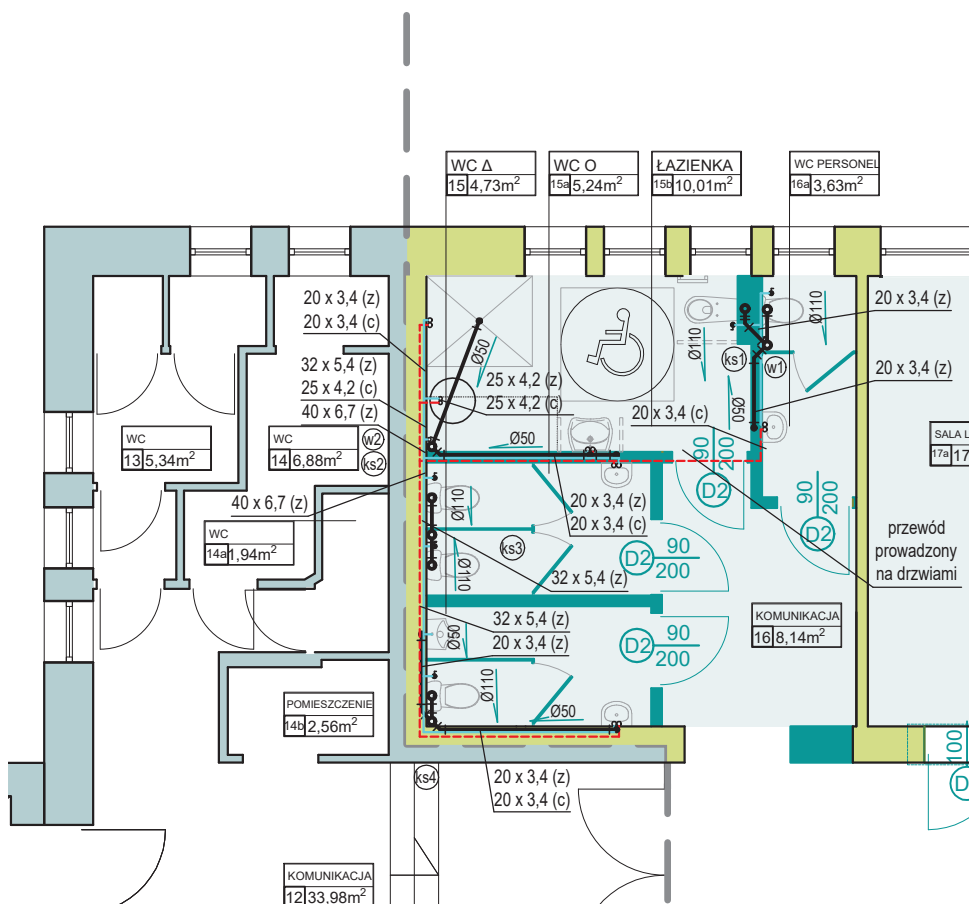 WC Δ
15 4,73m²
WC O
15a 5,24m²
ŁAZIENKA
15b 10,01m²
WC PERSONEL
16a 3,63m²
20 x 3,4 (z)
20 x 3,4 (c)
32 x 5,4 (z)
25 x 4,2 (c)
40 x 6,7 (z)
Ø50
25 x 4,2 (z)
25 x 4,2 (c)
Ø110
ks1
w1
Ø110
20 x 3,4 (z)
20 x 3,4 (z)
Ø50
20 x 3,4 (c)
WC
13 5,34m²
WC
14 6,88m²
w2
ks2
Ø50
90
200
D2
SALA L
17a 17
40 x 6,7 (z)
WC
14a 1,94m²
Ø110
20 x 3,4 (z)
20 x 3,4 (c)
90
200
D2
przewód
prowadzony
na drzwiami
ks3
Ø110
D2
90
200
32 x 5,4 (z)
32 x 5,4 (z)
20 x 3,4 (z)
Ø50
D2
90
200
KOMUNIKACJA
16 8,14m²
POMIESZCZENIE
14b 2,56m²
Ø110
Ø50
100
D
ks4
20 x 3,4 (z)
20 x 3,4 (c)
KOMUNIKACJA
12 33,98m²